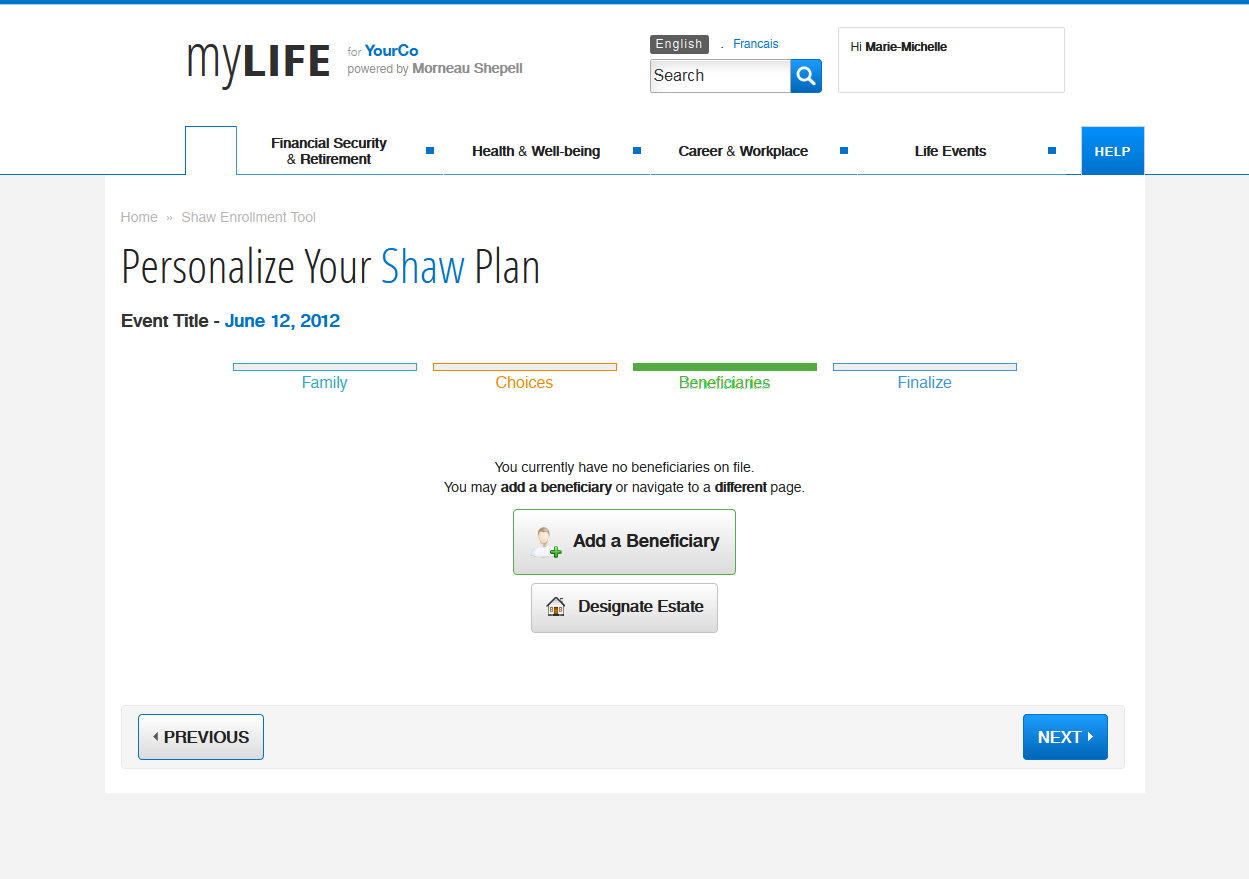 myLIFE for YourCo
powered by Morneau Shepell
English . Francais
Search
Hi Marie-Michelle
Financial Security
& Retirement
Health & Well-being
Career & Workplace
Life Events
HELP
Home » Shaw Enrollment Tool
Personalize Your Shaw Plan
Event Title - June 12, 2012
Family
Choices
Beneficiaries
Finalize
You currently have no beneficiaries on file.
You may add a beneficiary or navigate to a different page.
Add a Beneficiary
Designate Estate
PREVIOUS
NEXT